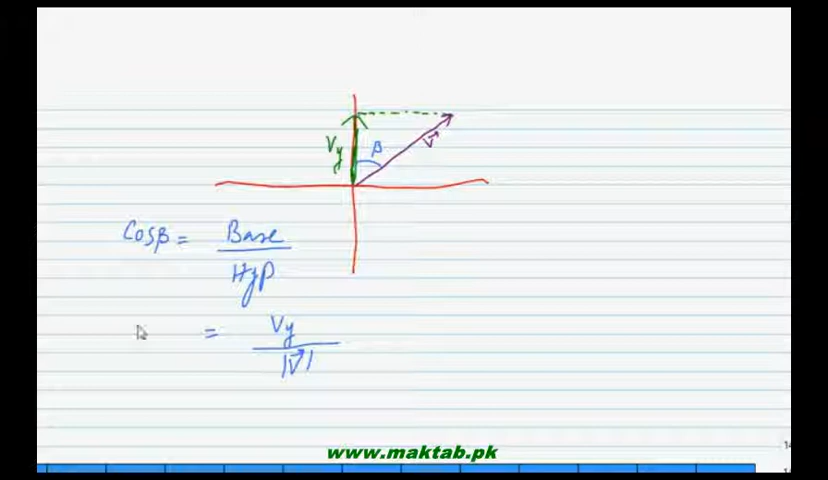 Vy
β
V⃗
Cosβ = Base / Hyp
= Vy / |V⃗|
www.maktab.pk